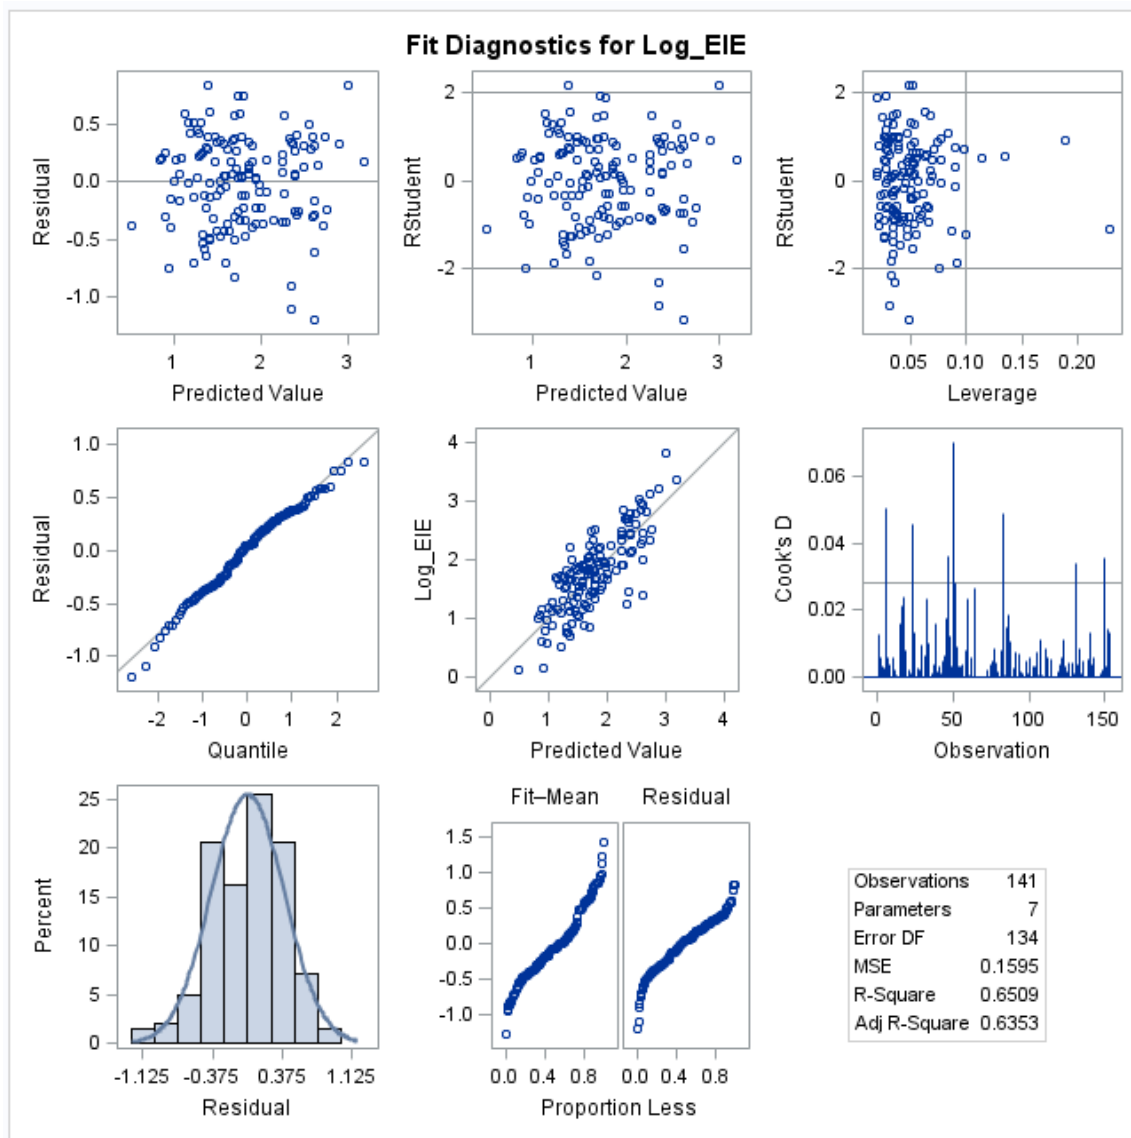 Fit Diagnostics for Log_EIE
0.5
0.0
-0.5
-1.0
Residual
1 2 3
Predicted Value
2
0
-2
RStudent
1 2 3
Predicted Value
2
0
-2
RStudent
0.05 0.10 0.15 0.20
Leverage
1.0
0.5
0.0
-0.5
-1.0
Residual
-2 -1 0 1 2
Quantile
4
3
2
1
0
Log_EIE
0 1 2 3 4
Predicted Value
0.06
0.04
0.02
0.00
Cook's D
0 50 100 150
Observation
25
20
15
10
5
0
Percent
-1.125 -0.375 0.375 1.125
Residual
Fit–Mean Residual
1.5
1.0
0.5
0.0
-0.5
-1.0
0.0 0.4 0.8 0.0 0.4 0.8
Proportion Less
Observations 141
Parameters 7
Error DF 134
MSE 0.1595
R-Square 0.6509
Adj R-Square 0.6353